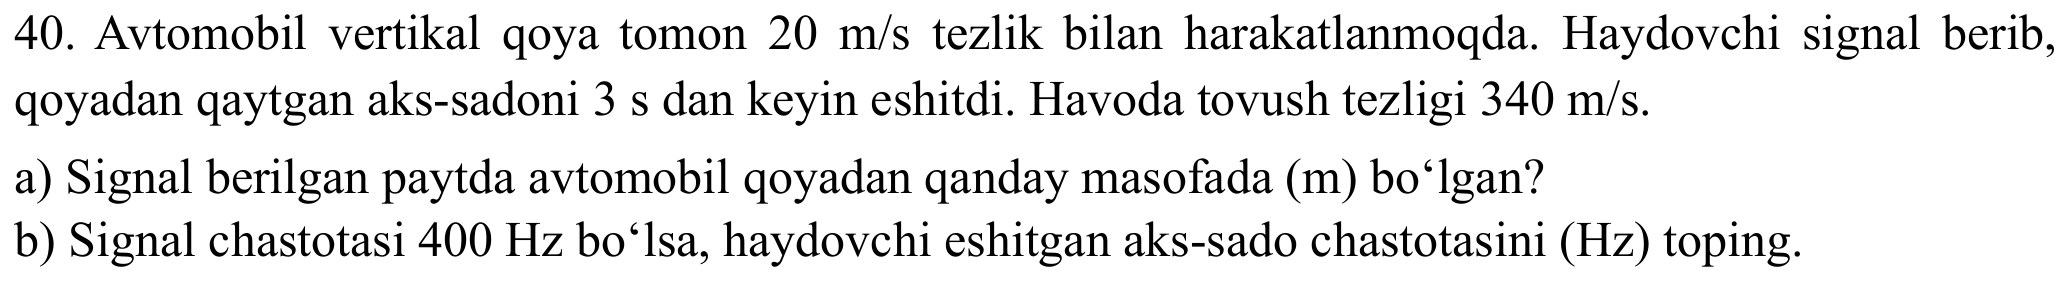 40. Avtomobil vertikal qoya tomon 20 m/s tezlik bilan harakatlanmoqda. Haydovchi signal berib,
qoyadan qaytgan aks-sadoni 3 s dan keyin eshitdi. Havoda tovush tezligi 340 m/s.
a) Signal berilgan paytda avtomobil qoyadan qanday masofada (m) bo‘lgan?
b) Signal chastotasi 400 Hz bo‘lsa, haydovchi eshitgan aks-sado chastotasini (Hz) toping.